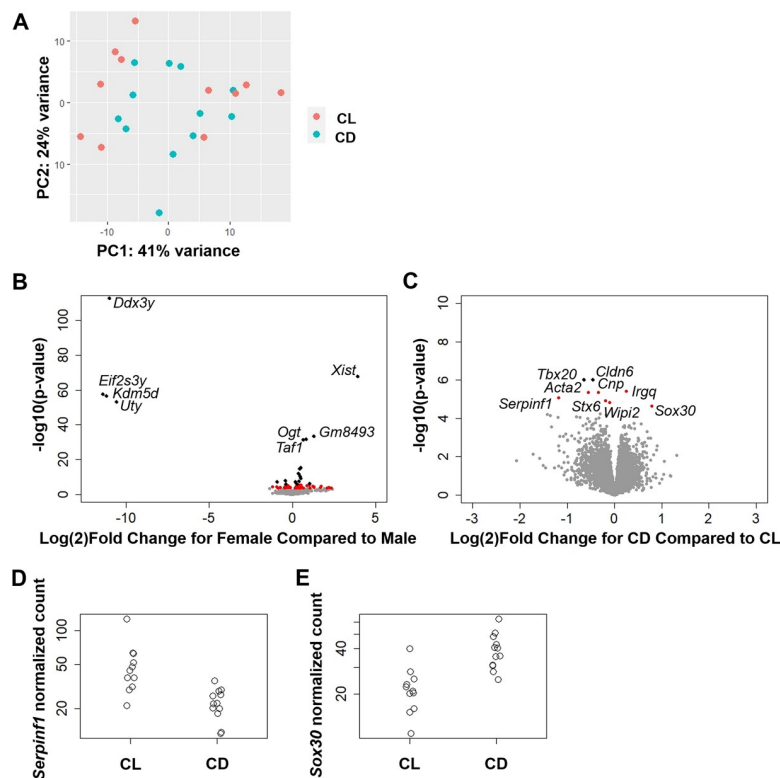 A
10
0
10
-10
0
10
PC2: 24% variance
PC1: 41% variance
CL
CD
B
Ddx3y
Eif2s3y
Kdm5d
Uty
Xist
Ogt
Gm8493
Taf1
100
80
60
40
20
0
-10
-5
0
5
-log10(p-value)
Log(2)Fold Change for Female Compared to Male
C
Tbx20
Cldn6
Acta2
Cnp
Irgq
Serpinf1
Stx6
Wipi2
Sox30
10
8
6
4
2
0
-3
-2
-1
0
1
2
3
-log10(p-value)
Log(2)Fold Change for CD Compared to CL
D
100
50
20
Serpinf1 normalized count
CL
CD
E
40
20
Sox30 normalized count
CL
CD